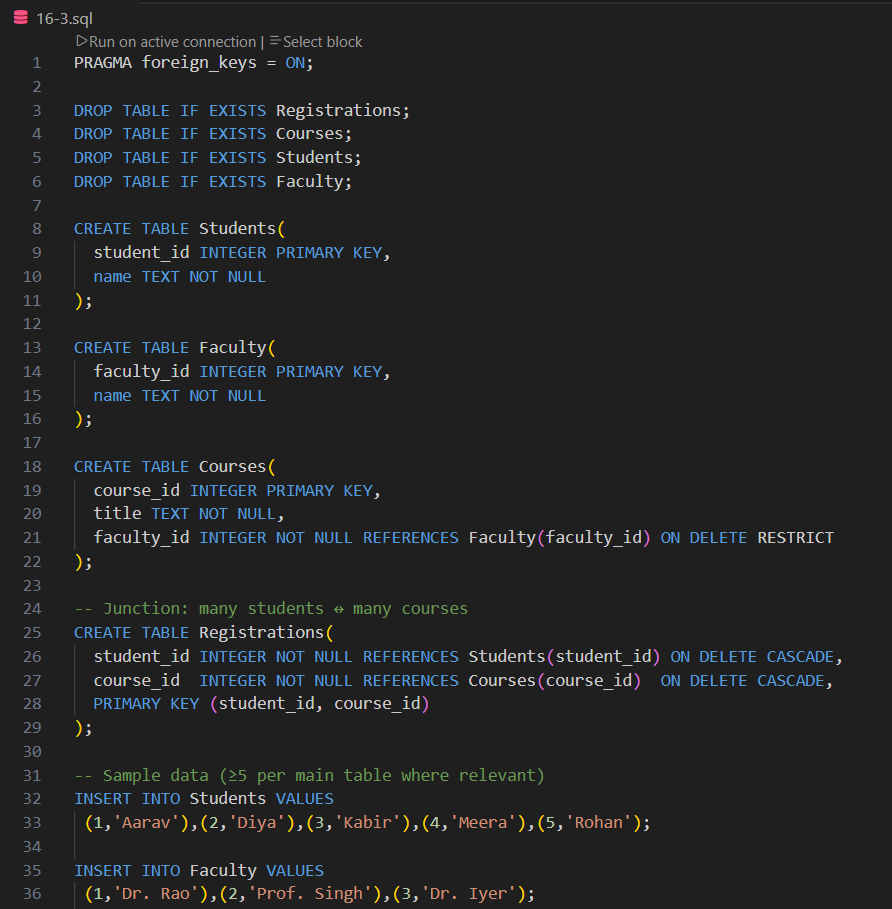 16-3.sql
▷Run on active connection | ≡Select block
1 PRAGMA foreign_keys = ON;
2
3 DROP TABLE IF EXISTS Registrations;
4 DROP TABLE IF EXISTS Courses;
5 DROP TABLE IF EXISTS Students;
6 DROP TABLE IF EXISTS Faculty;
7
8 CREATE TABLE Students(
9   student_id INTEGER PRIMARY KEY,
10   name TEXT NOT NULL
11 );
12
13 CREATE TABLE Faculty(
14   faculty_id INTEGER PRIMARY KEY,
15   name TEXT NOT NULL
16 );
17
18 CREATE TABLE Courses(
19   course_id INTEGER PRIMARY KEY,
20   title TEXT NOT NULL,
21   faculty_id INTEGER NOT NULL REFERENCES Faculty(faculty_id) ON DELETE RESTRICT
22 );
23
24 -- Junction: many students ↔ many courses
25 CREATE TABLE Registrations(
26   student_id INTEGER NOT NULL REFERENCES Students(student_id) ON DELETE CASCADE,
27   course_id  INTEGER NOT NULL REFERENCES Courses(course_id)  ON DELETE CASCADE,
28   PRIMARY KEY (student_id, course_id)
29 );
30
31 -- Sample data (≥5 per main table where relevant)
32 INSERT INTO Students VALUES
33  (1,'Aarav'),(2,'Diya'),(3,'Kabir'),(4,'Meera'),(5,'Rohan');
34
35 INSERT INTO Faculty VALUES
36  (1,'Dr. Rao'),(2,'Prof. Singh'),(3,'Dr. Iyer');